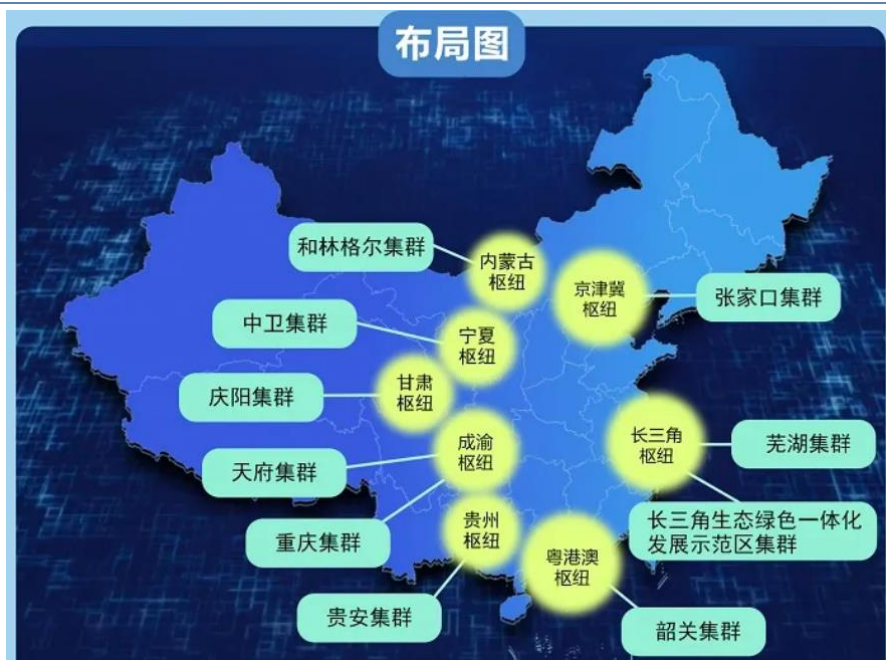 布局图
和林格尔集群
内蒙古
枢纽
京津冀
枢纽
张家口集群
中卫集群
宁夏
枢纽
庆阳集群
甘肃
枢纽
天府集群
成渝
枢纽
长三角
枢纽
芜湖集群
重庆集群
贵州
枢纽
长三角生态绿色一体化
发展示范区集群
粤港澳
枢纽
贵安集群
韶关集群